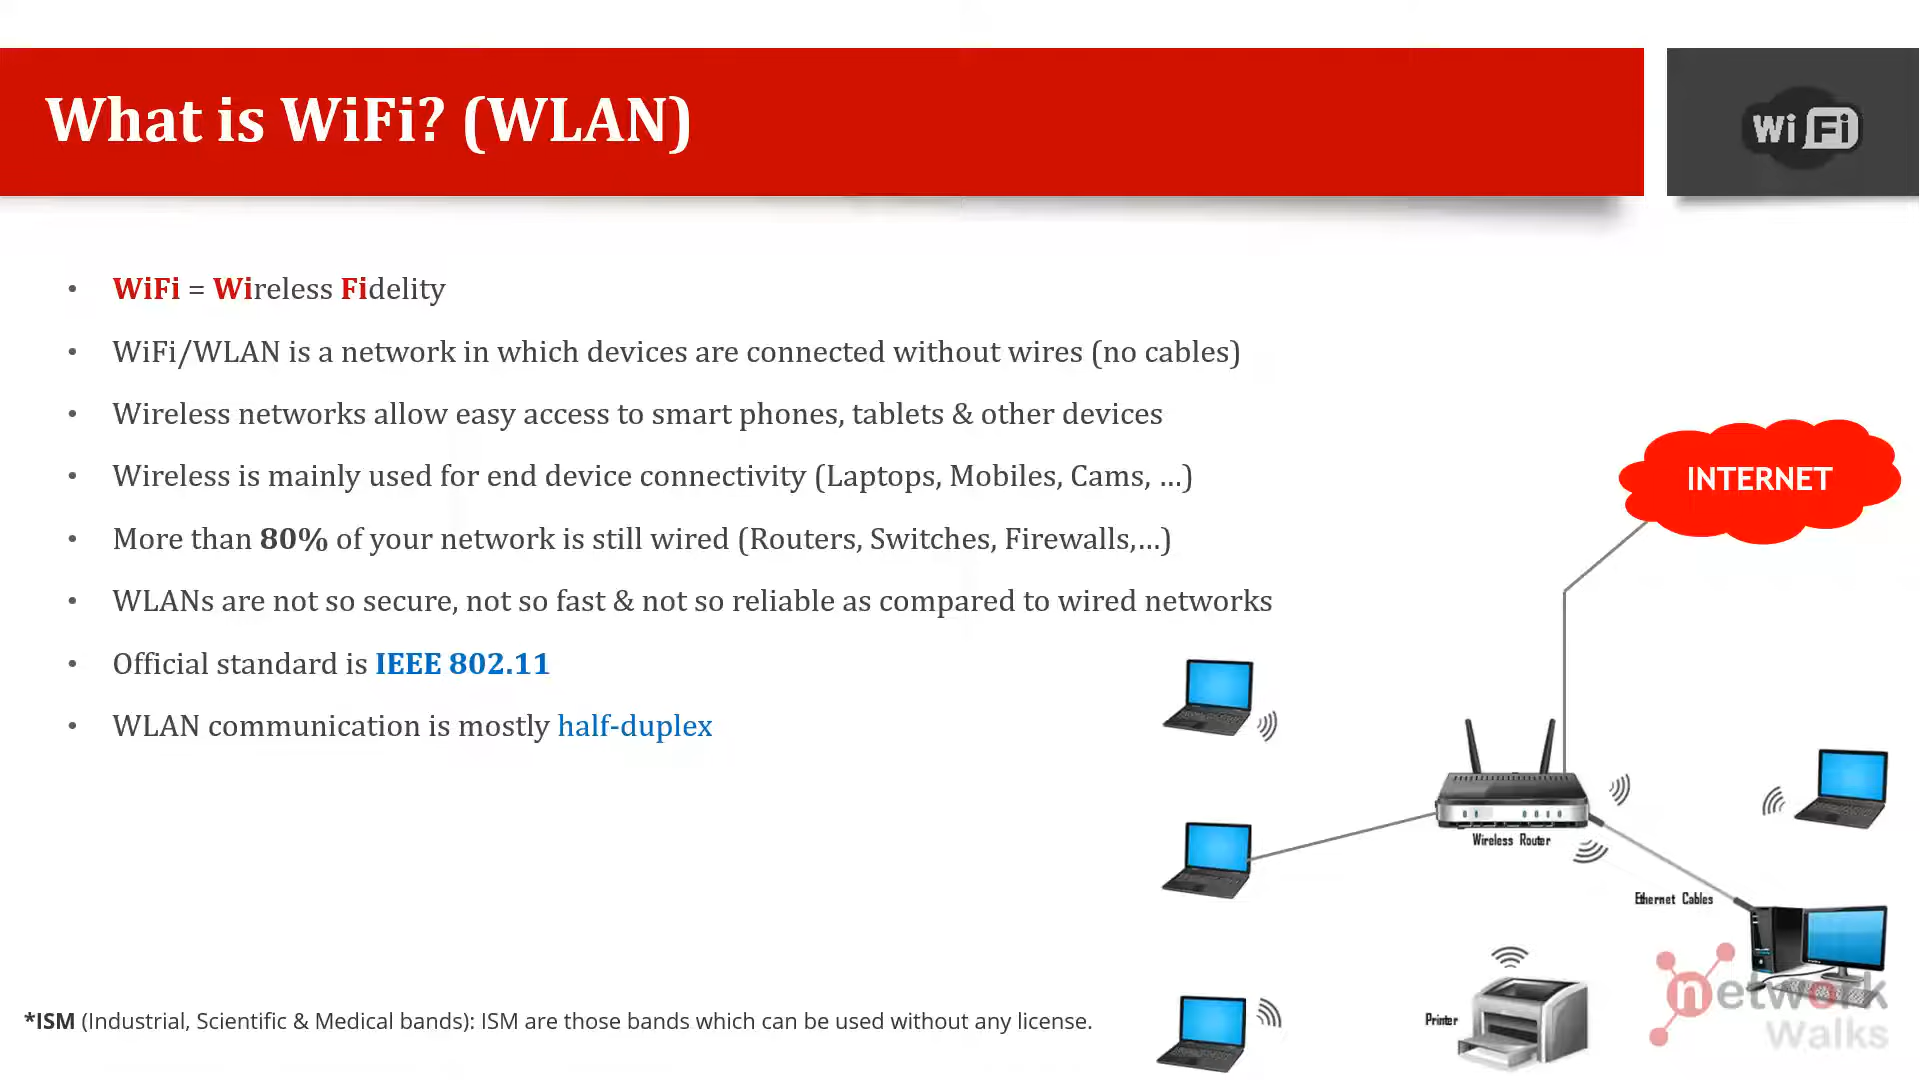 What is WiFi? (WLAN)
Wi Fi
• WiFi = Wireless Fidelity
• WiFi/WLAN is a network in which devices are connected without wires (no cables)
• Wireless networks allow easy access to smart phones, tablets & other devices
• Wireless is mainly used for end device connectivity (Laptops, Mobiles, Cams, ...)
• More than 80% of your network is still wired (Routers, Switches, Firewalls,...)
• WLANs are not so secure, not so fast & not so reliable as compared to wired networks
• Official standard is IEEE 802.11
• WLAN communication is mostly half-duplex
INTERNET
Wireless Router
Ethernet Cables
Printer
network
Walks
*ISM (Industrial, Scientific & Medical bands): ISM are those bands which can be used without any license.